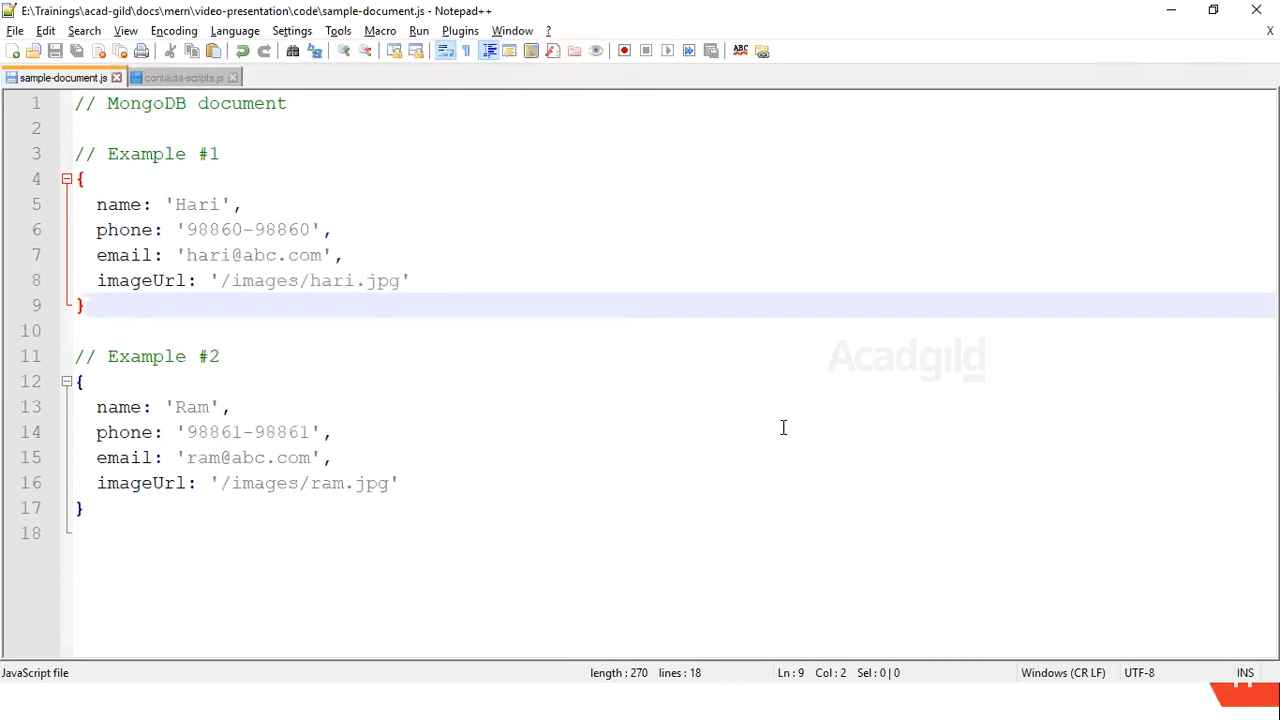 E:\Trainings\acad-gild\docs\mern\video-presentation\code\sample-document.js - Notepad++
File Edit Search View Encoding Language Settings Tools Macro Run Plugins Window ? X
ABC
sample-document.js contacts-scripts.js
1 // MongoDB document
2
3 // Example #1
4 {
5 name: 'Hari',
6 phone: '98860-98860',
7 email: 'hari@abc.com',
8 imageUrl: '/images/hari.jpg'
9 }
10
Acadgild
11 // Example #2
12 {
13 name: 'Ram',
14 phone: '98861-98861',
15 email: 'ram@abc.com',
16 imageUrl: '/images/ram.jpg'
17 }
18
JavaScript file length : 270 lines : 18 Ln : 9 Col : 2 Sel : 0 | 0 Windows (CR LF) UTF-8 INS